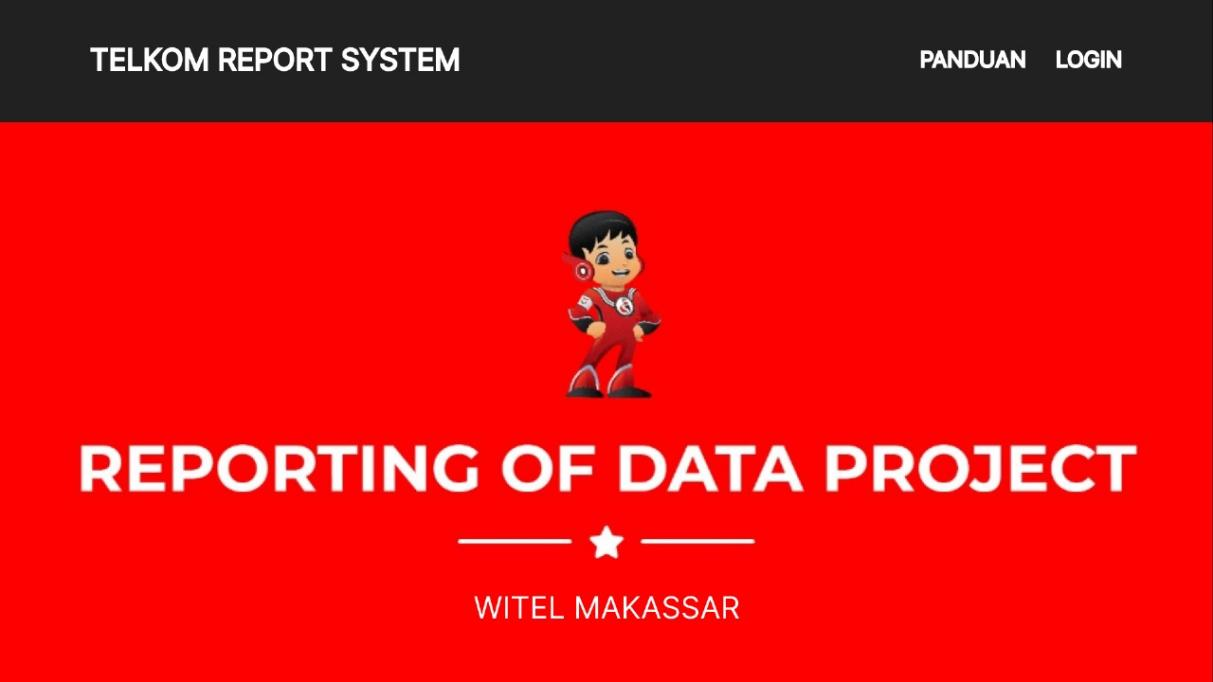 TELKOM REPORT SYSTEM
PANDUAN LOGIN
REPORTING OF DATA PROJECT
WITEL MAKASSAR